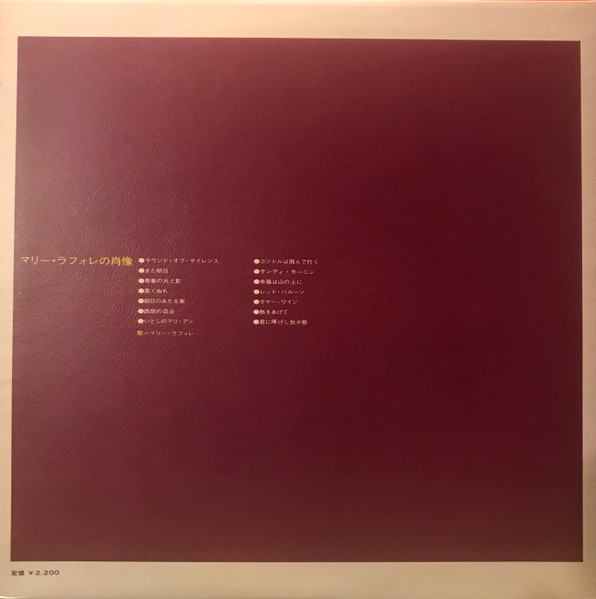 マリー・ラフォレの肖像
●サウンド・オブ・サイレンス
●また明日
●青春の光と影
●黒くぬれ
●朝日のあたる家
●西部の
●いとしのマリ・アン
歌=マリー・ラフォレ
●コンドルは飛んで行く
●サンディ・モーニン
●幸福は山の上に
●レッド・バルーン
●サマー・ワイン
●熱をあげて
●君に捧げし我が歌
定価 ¥2,200